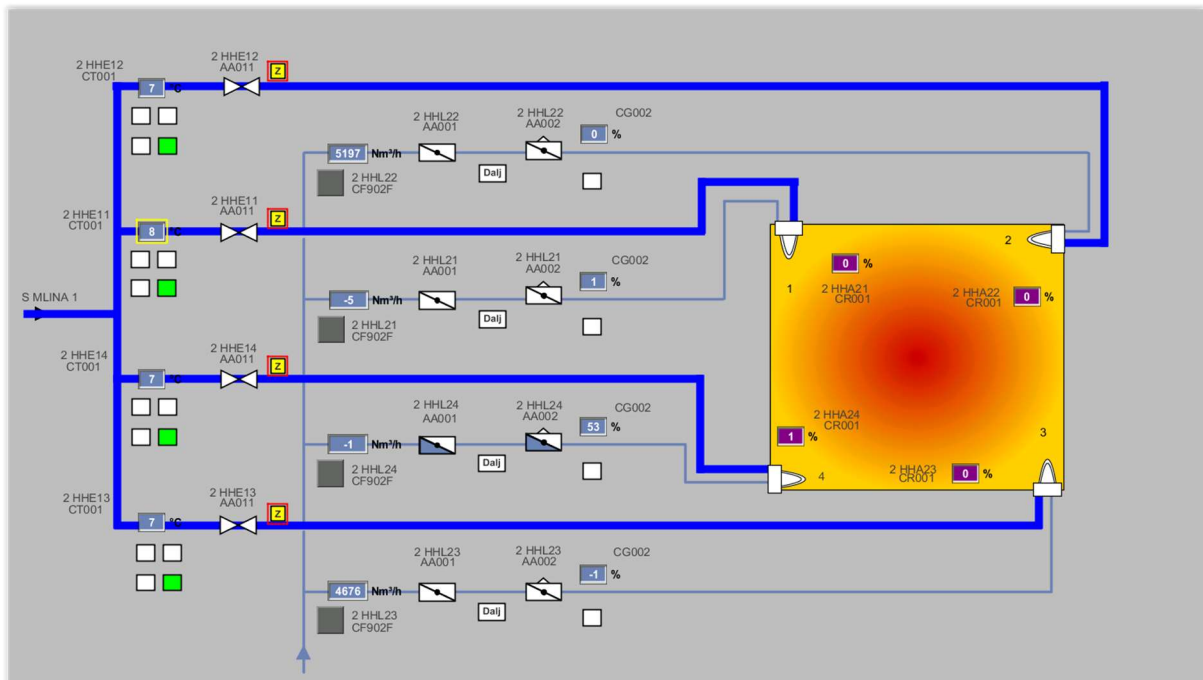 2 HHE12
CT001
7 °C
2 HHE12
AA011
Z
5197 Nm³/h
2 HHL22
CF902F
2 HHL22
AA001
Dalj
2 HHL22
AA002
CG002
0 %
2 HHE11
CT001
8 °C
2 HHE11
AA011
Z
-5 Nm³/h
2 HHL21
CF902F
2 HHL21
AA001
Dalj
2 HHL21
AA002
CG002
1 %
S MLINA 1
2 HHE14
CT001
7 °C
2 HHE14
AA011
Z
-1 Nm³/h
2 HHL24
CF902F
2 HHL24
AA001
Dalj
2 HHL24
AA002
CG002
53 %
2 HHE13
CT001
7 °C
2 HHE13
AA011
Z
4676 Nm³/h
2 HHL23
CF902F
2 HHL23
AA001
Dalj
2 HHL23
AA002
CG002
-1 %
1
2
0 %
2 HHA21
CR001
2 HHA22
CR001
0 %
2 HHA24
CR001
1 %
3
4
2 HHA23
CR001
0 %